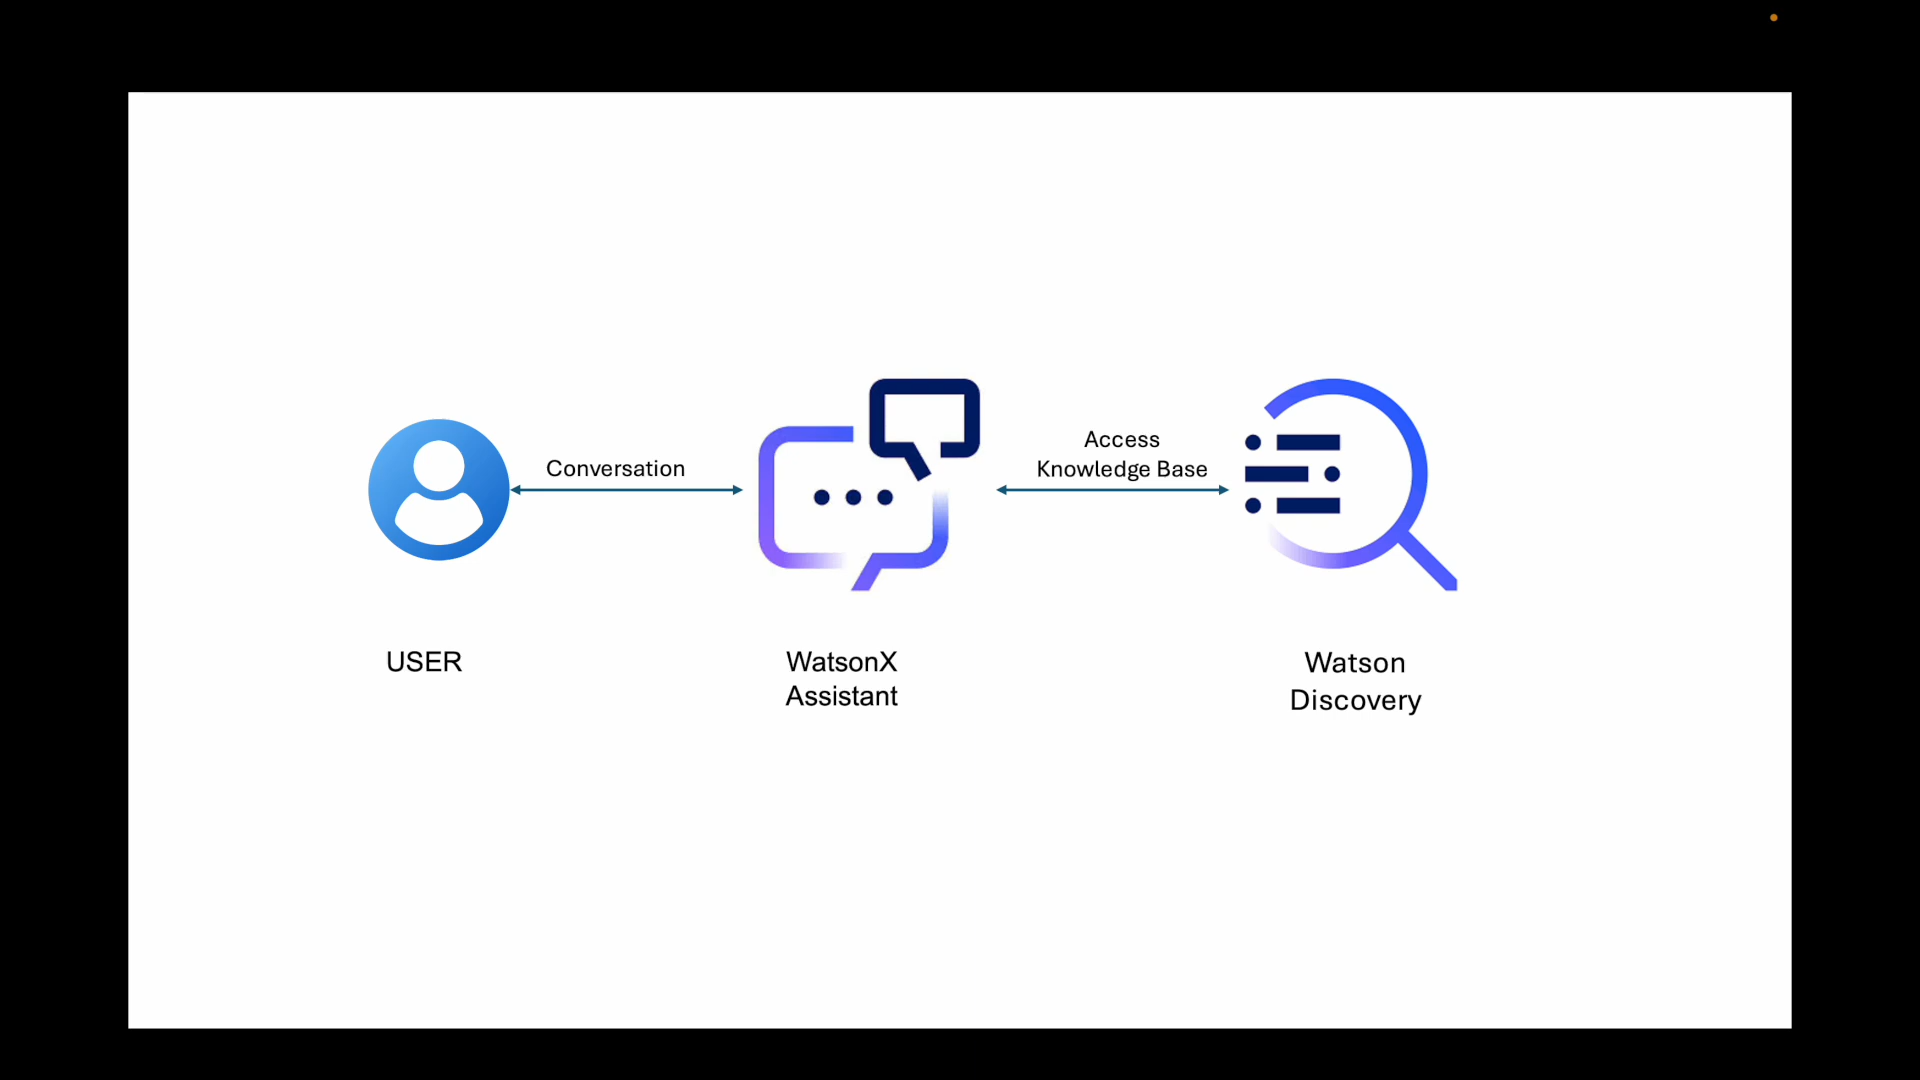 Conversation
Access
Knowledge Base
USER
WatsonX
Assistant
Watson
Discovery